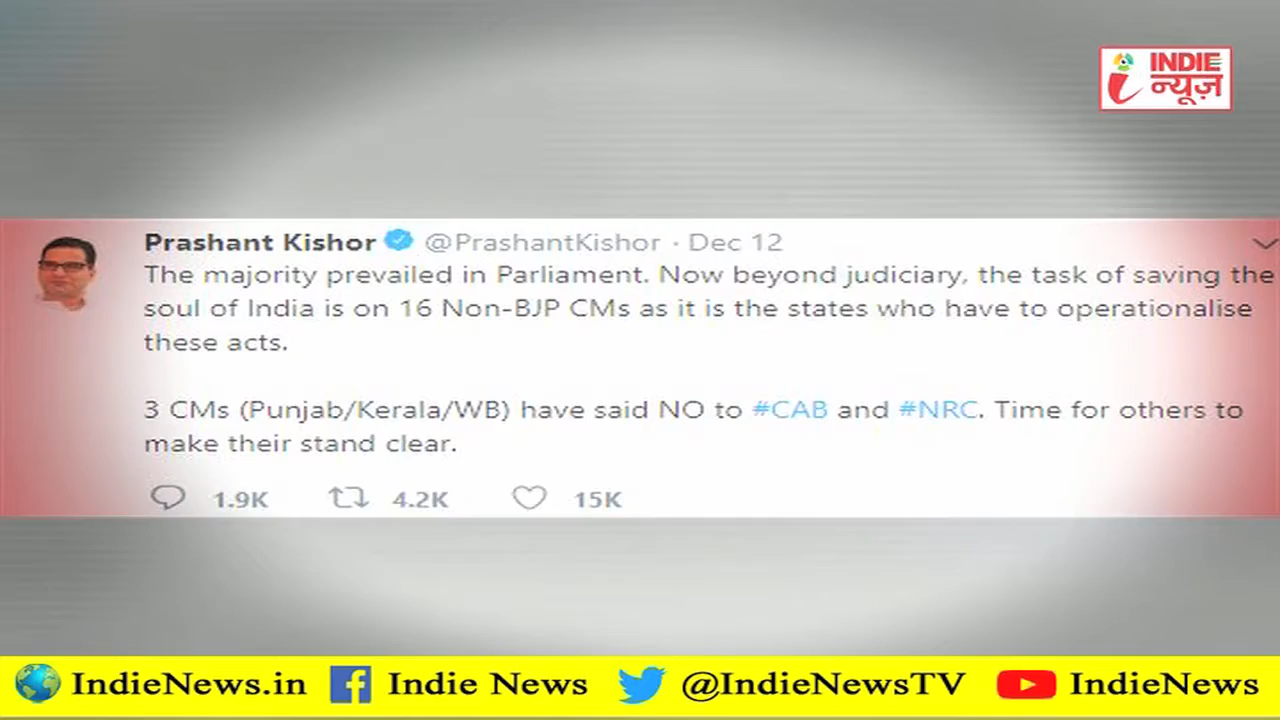 INDIE
न्यूज़
Prashant Kishor @PrashantKishor · Dec 12
The majority prevailed in Parliament. Now beyond judiciary, the task of saving the
soul of India is on 16 Non-BJP CMs as it is the states who have to operationalise
these acts.
3 CMs (Punjab/Kerala/WB) have said NO to #CAB and #NRC. Time for others to
make their stand clear.
1.9K 4.2K 15K
IndieNews.in Indie News @IndieNewsTV IndieNews